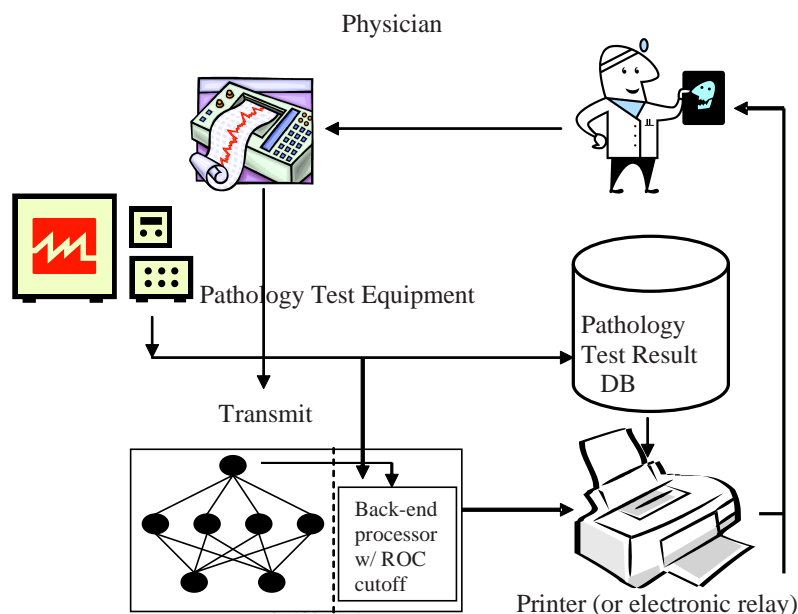 Physician
Pathology Test Equipment
Pathology
Test Result
DB
Transmit
Back-end
processor
w/ ROC
cutoff
Printer (or electronic relay)